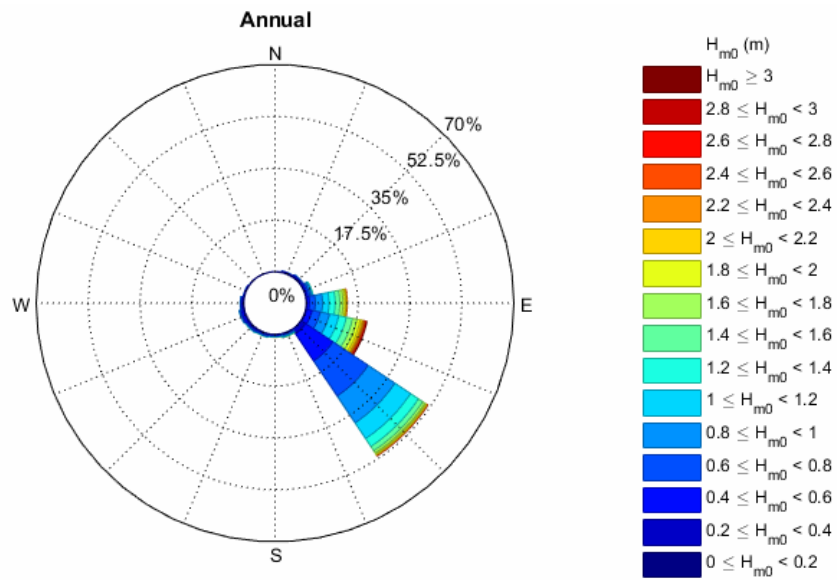 Annual
N
70%
52.5%
35%
17.5%
0%
W
E
S
Hm0 (m)
Hm0 ≥ 3
2.8 ≤ Hm0 < 3
2.6 ≤ Hm0 < 2.8
2.4 ≤ Hm0 < 2.6
2.2 ≤ Hm0 < 2.4
2 ≤ Hm0 < 2.2
1.8 ≤ Hm0 < 2
1.6 ≤ Hm0 < 1.8
1.4 ≤ Hm0 < 1.6
1.2 ≤ Hm0 < 1.4
1 ≤ Hm0 < 1.2
0.8 ≤ Hm0 < 1
0.6 ≤ Hm0 < 0.8
0.4 ≤ Hm0 < 0.6
0.2 ≤ Hm0 < 0.4
0 ≤ Hm0 < 0.2